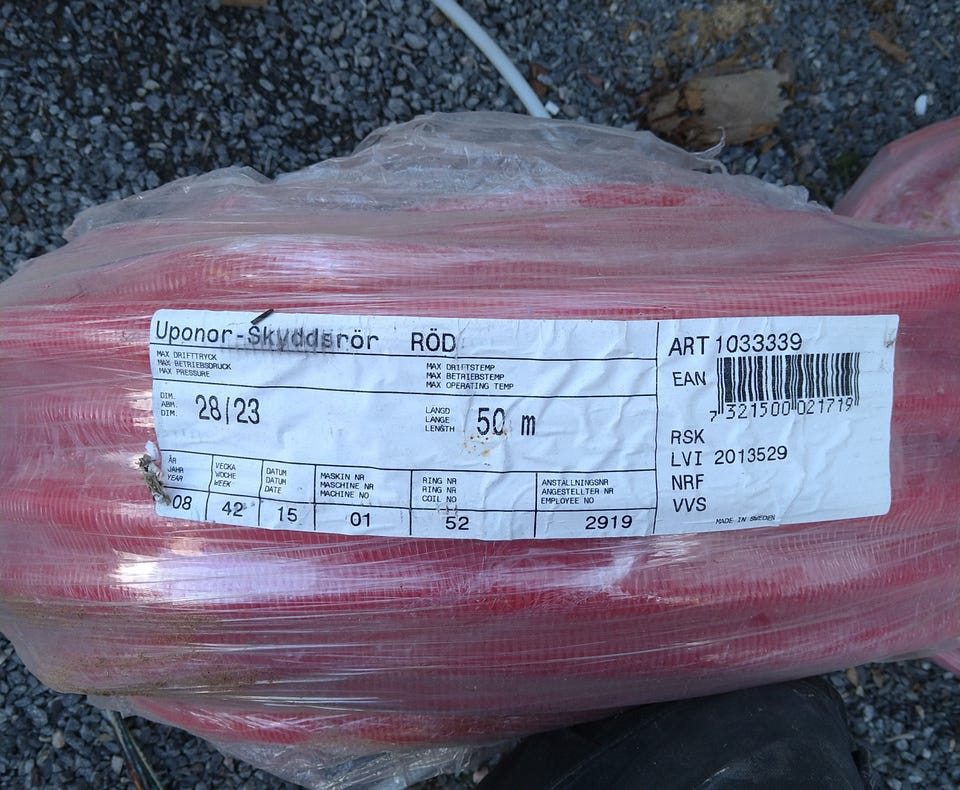 Uponor-Skyddsrör RÖD
MAX DRIFTTRYCK
MAX BETRIEBSDRUCK
MAX PRESSURE
MAX DRIFTSTEMP
MAX BETRIEBSTEMP
MAX OPERATING TEMP
DIM.
ABM.
DIM.
28/23
LÄNGD
LÄNGE
LENGTH
50 m
ÅR
JAHR
YEAR
08
VECKA
WOCHE
WEEK
42
DATUM
DATUM
DATE
15
MASKIN NR
MASCHINE NR
MACHINE NO
01
RING NR
RING NR
COIL NO
52
ANSTÄLLNINGSNR
ANGESTELLTER NR
EMPLOYEE NO
2919
ART 1033339
EAN
7 321500 021719
RSK
LVI 2013529
NRF
VVS
MADE IN SWEDEN